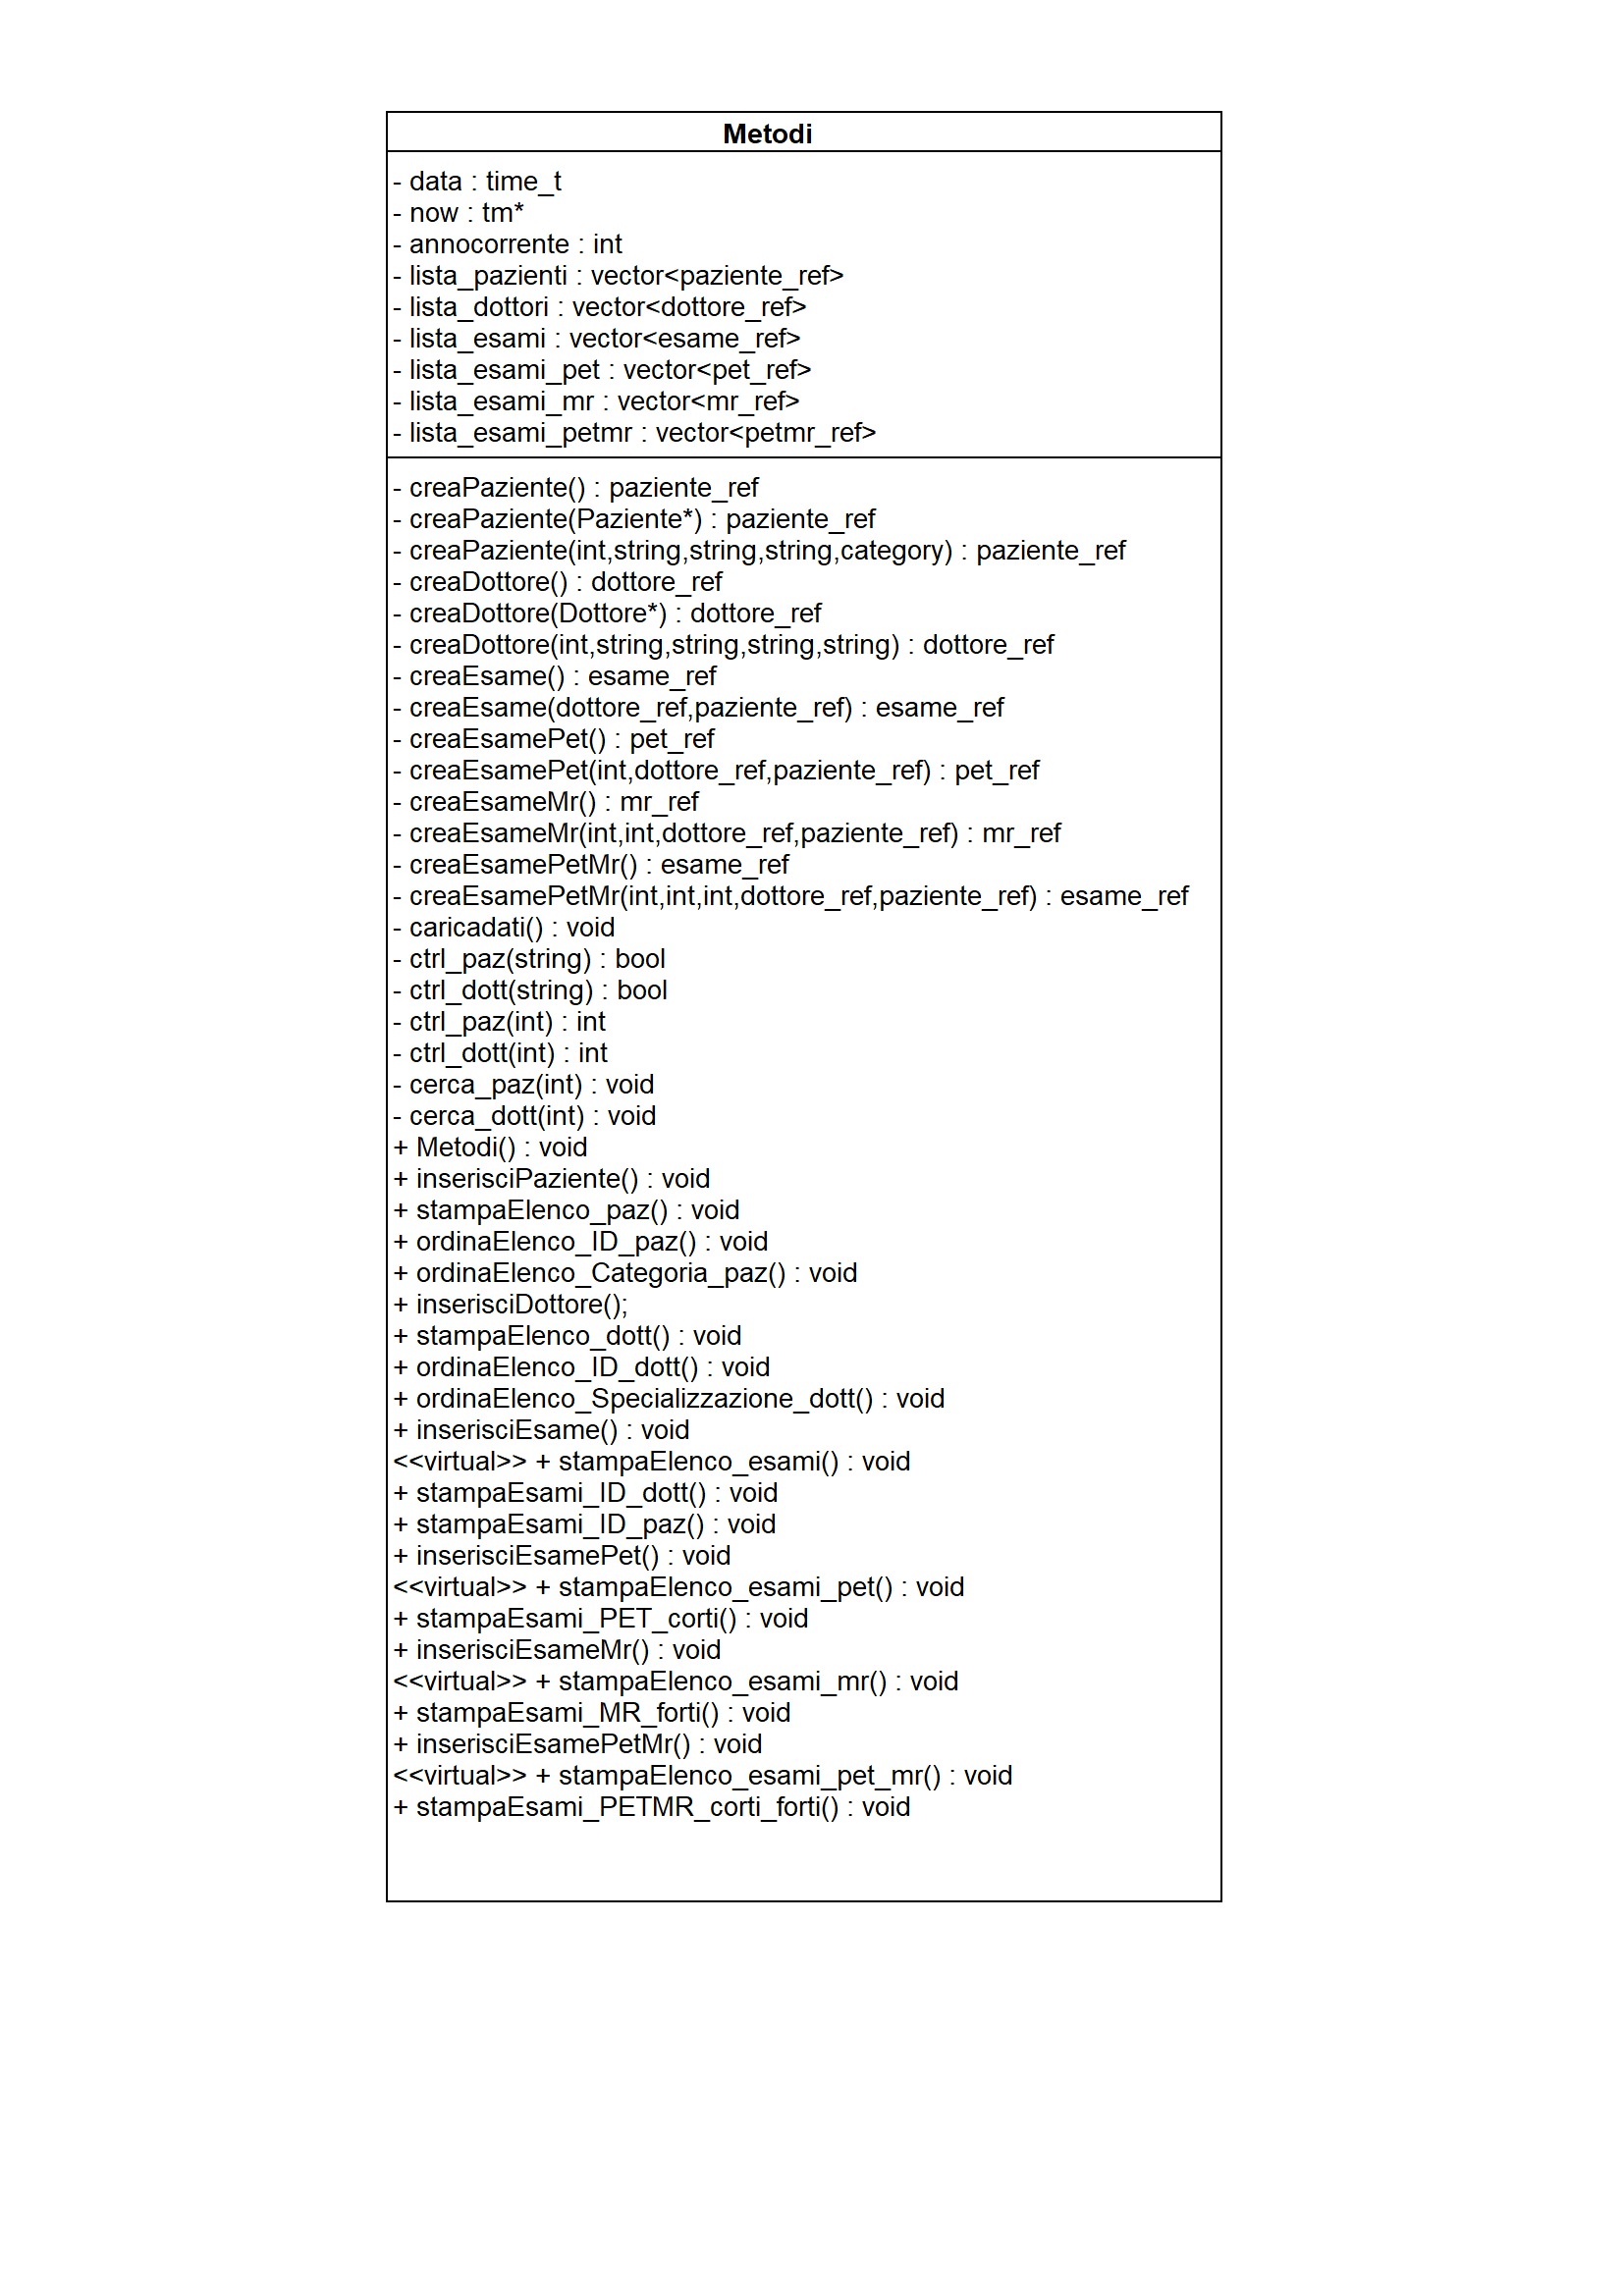 Metodi
- data : time_t
- now : tm*
- annocorrente : int
- lista_pazienti : vector<paziente_ref>
- lista_dottori : vector<dottore_ref>
- lista_esami : vector<esame_ref>
- lista_esami_pet : vector<pet_ref>
- lista_esami_mr : vector<mr_ref>
- lista_esami_petmr : vector<petmr_ref>
- creaPaziente() : paziente_ref
- creaPaziente(Paziente*) : paziente_ref
- creaPaziente(int,string,string,string,category) : paziente_ref
- creaDottore() : dottore_ref
- creaDottore(Dottore*) : dottore_ref
- creaDottore(int,string,string,string,string) : dottore_ref
- creaEsame() : esame_ref
- creaEsame(dottore_ref,paziente_ref) : esame_ref
- creaEsamePet() : pet_ref
- creaEsamePet(int,dottore_ref,paziente_ref) : pet_ref
- creaEsameMr() : mr_ref
- creaEsameMr(int,int,dottore_ref,paziente_ref) : mr_ref
- creaEsamePetMr() : esame_ref
- creaEsamePetMr(int,int,int,dottore_ref,paziente_ref) : esame_ref
- caricadati() : void
- ctrl_paz(string) : bool
- ctrl_dott(string) : bool
- ctrl_paz(int) : int
- ctrl_dott(int) : int
- cerca_paz(int) : void
- cerca_dott(int) : void
+ Metodi() : void
+ inserisciPaziente() : void
+ stampaElenco_paz() : void
+ ordinaElenco_ID_paz() : void
+ ordinaElenco_Categoria_paz() : void
+ inserisciDottore();
+ stampaElenco_dott() : void
+ ordinaElenco_ID_dott() : void
+ ordinaElenco_Specializzazione_dott() : void
+ inserisciEsame() : void
<<virtual>> + stampaElenco_esami() : void
+ stampaEsami_ID_dott() : void
+ stampaEsami_ID_paz() : void
+ inserisciEsamePet() : void
<<virtual>> + stampaElenco_esami_pet() : void
+ stampaEsami_PET_corti() : void
+ inserisciEsameMr() : void
<<virtual>> + stampaElenco_esami_mr() : void
+ stampaEsami_MR_forti() : void
+ inserisciEsamePetMr() : void
<<virtual>> + stampaElenco_esami_pet_mr() : void
+ stampaEsami_PETMR_corti_forti() : void